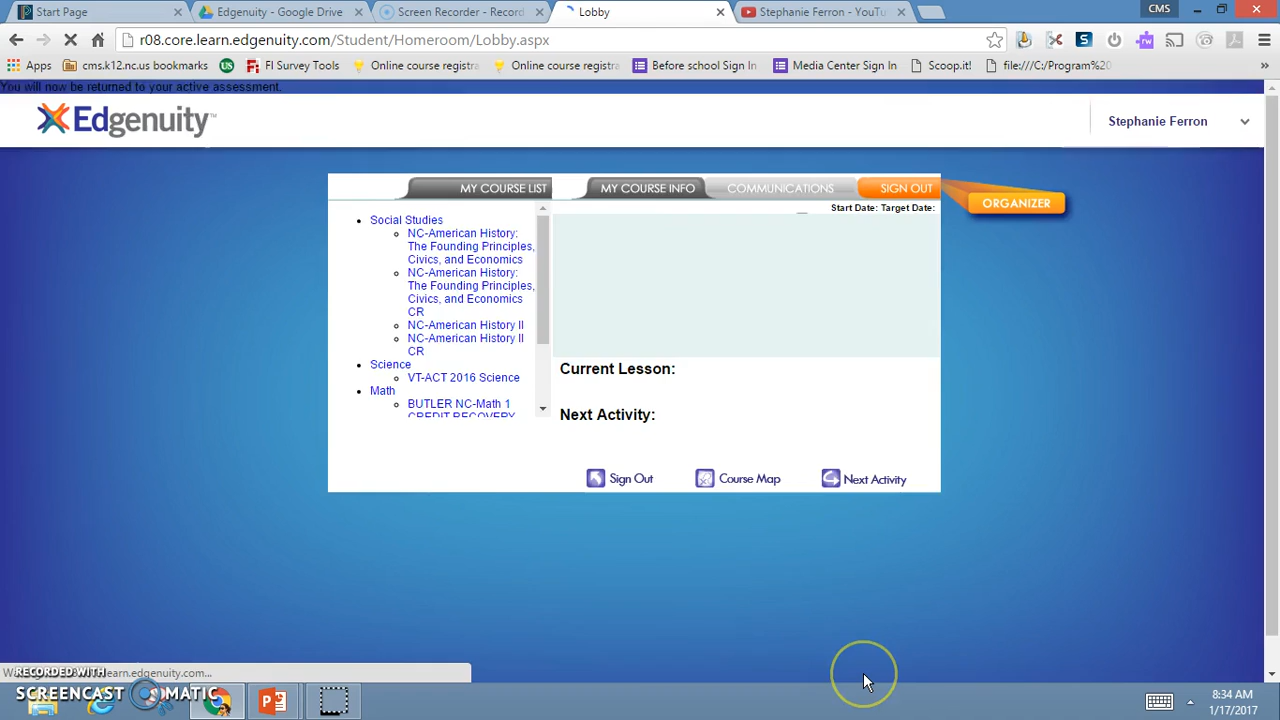 Start Page
Edgenuity - Google Drive
Screen Recorder - Record
Lobby
Stephanie Ferron - YouTu
CMS
r08.core.learn.edgenuity.com/Student/Homeroom/Lobby.aspx
Apps
cms.k12.nc.us bookmarks
FI Survey Tools
Online course registra
Online course registra
Before school Sign In
Media Center Sign In
Scoop.it!
file:///C:/Program%20
You will now be returned to your active assessment.
Edgenuity
Stephanie Ferron
MY COURSE LIST
MY COURSE INFO
COMMUNICATIONS
SIGN OUT
ORGANIZER
Start Date: Target Date:
Social Studies
NC-American History:
The Founding Principles,
Civics, and Economics
NC-American History:
The Founding Principles,
Civics, and Economics
CR
NC-American History II
NC-American History II
CR
Science
VT-ACT 2016 Science
Math
BUTLER NC-Math 1
CREDIT RECOVERY
Current Lesson:
Next Activity:
Sign Out
Course Map
Next Activity
learn.edgenuity.com...
RECORDED WITH
SCREENCAST MATIC
8:34 AM
1/17/2017